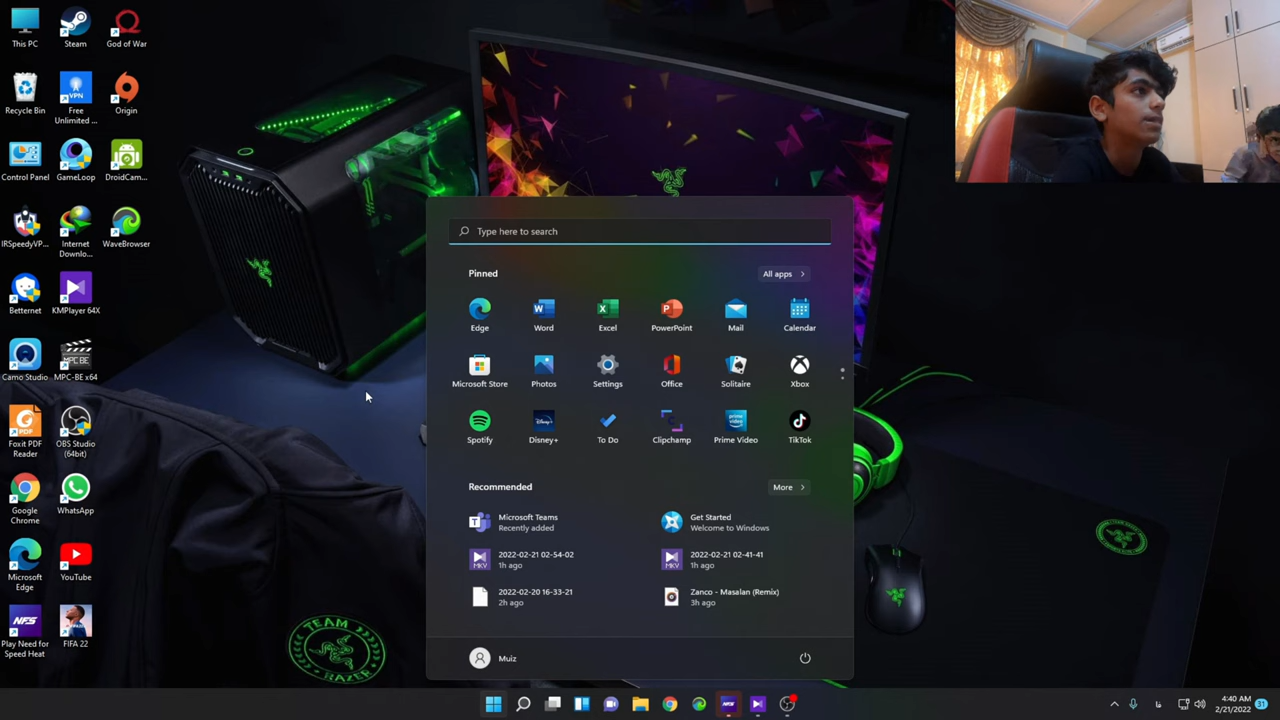 This PC
Steam
God of War
Recycle Bin
Free
Unlimited ...
VPN
Origin
Control Panel
GameLoop
DroidCam...
IRSpeedyVP...
Internet
Downlo...
WaveBrowser
Betternet
KMPlayer 64X
Camo Studio
MPC-BE x64
Foxit PDF
Reader
OBS Studio
(64bit)
Google
Chrome
WhatsApp
Microsoft
Edge
YouTube
NFS
Play Need for
Speed Heat
FIFA 22
TEAM
RAZER
Type here to search
Pinned
All apps >
Edge
Word
Excel
PowerPoint
Mail
Calendar
Microsoft Store
Photos
Settings
Office
Solitaire
Xbox
Spotify
Disney+
To Do
Clipchamp
Prime Video
TikTok
Recommended
More >
Microsoft Teams
Recently added
Get Started
Welcome to Windows
2022-02-21 02-54-02
1h ago
2022-02-21 02-41-41
1h ago
2022-02-20 16-33-21
2h ago
Zanco - Masalan (Remix)
3h ago
Muiz
4:40 AM
2/21/2022
31